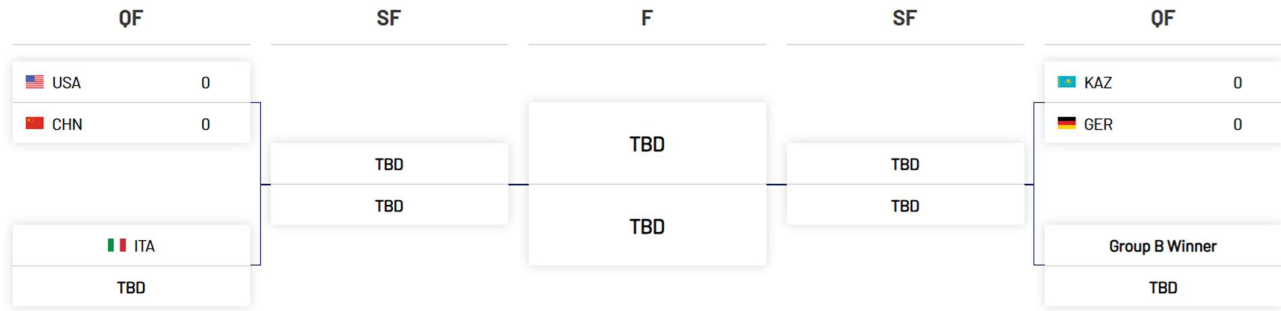 QF SF F SF QF
USA 0
CHN 0
ITA
TBD
TBD
TBD
TBD
TBD
TBD
TBD
KAZ 0
GER 0
Group B Winner
TBD